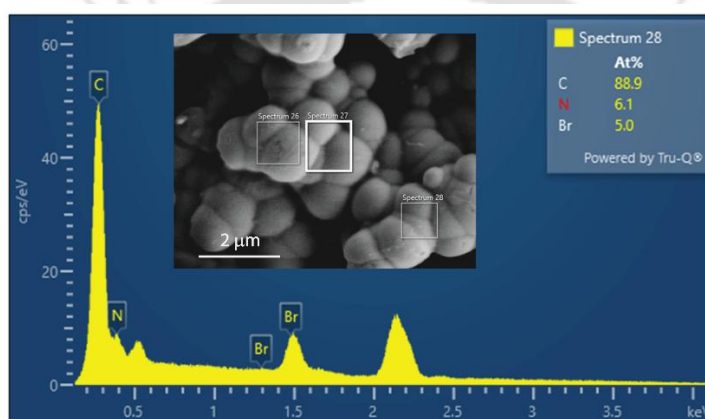 Spectrum 28
At%
C 88.9
N 6.1
Br 5.0
Powered by Tru-Q®
60
40
20
0
cps/eV
C
N
Br
Br
Spectrum 26
Spectrum 27
Spectrum 28
2 µm
0.5 1 1.5 2 2.5 3 3.5 keV